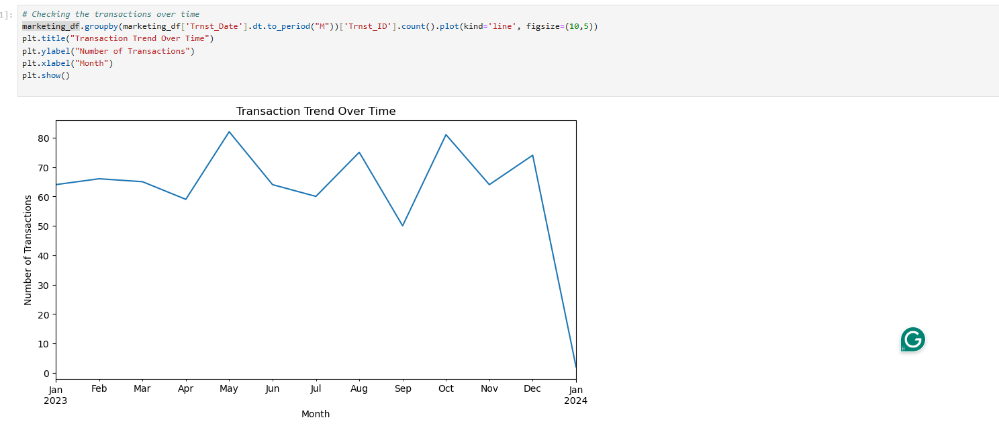 1]:
# Checking the transactions over time
marketing_df.groupby(marketing_df['Trnst_Date'].dt.to_period("M"))['Trnst_ID'].count().plot(kind='line', figsize=(10,5))
plt.title("Transaction Trend Over Time")
plt.ylabel("Number of Transactions")
plt.xlabel("Month")
plt.show()
Transaction Trend Over Time
80
70
60
50
40
30
20
10
0
Number of Transactions
Jan Feb Mar Apr May Jun Jul Aug Sep Oct Nov Dec Jan
2023 2024
Month
G